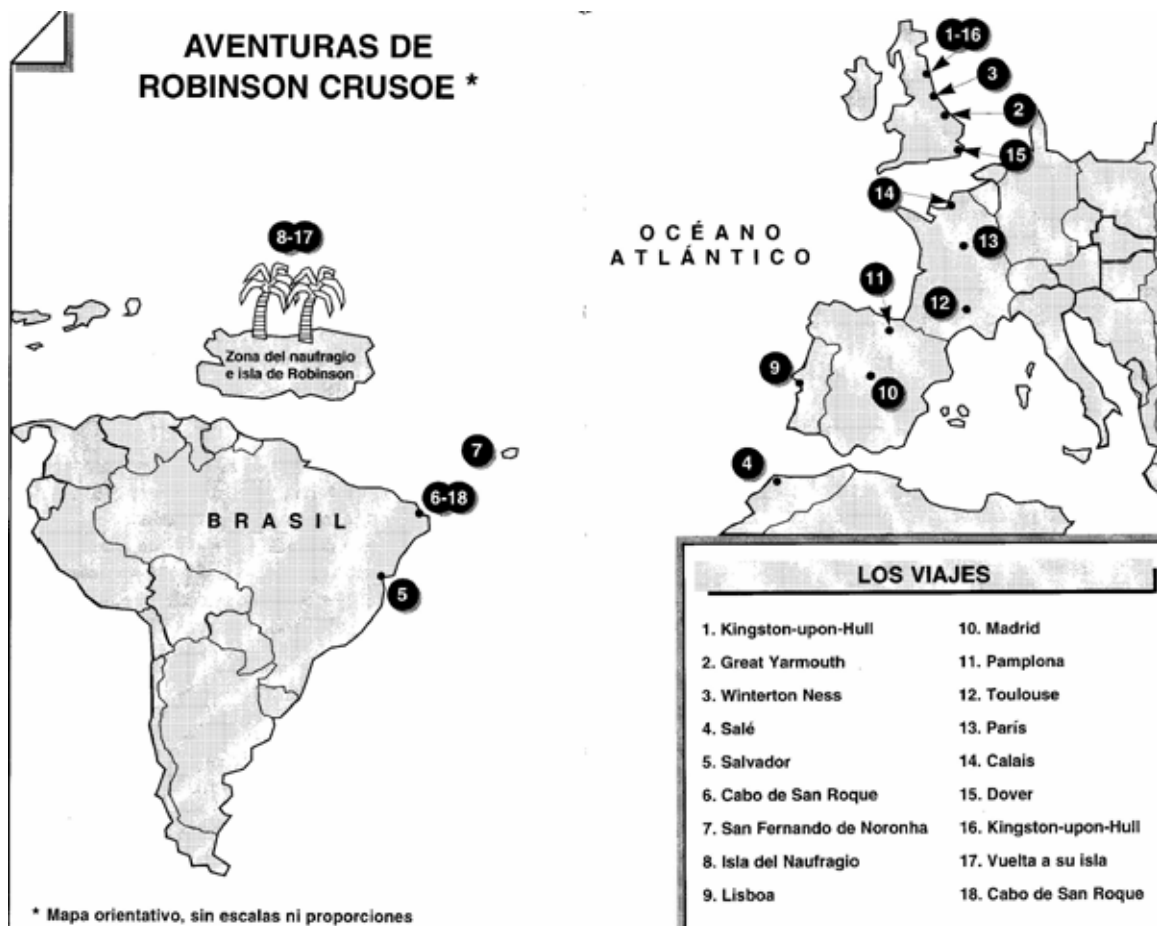 AVENTURAS DE
ROBINSON CRUSOE *
8-17
Zona del naufragio
e isla de Robinson
7
6-18
BRASIL
5
* Mapa orientativo, sin escalas ni proporciones
1-16
3
2
15
14
OCÉANO
ATLÁNTICO
13
11
12
9
10
4
LOS VIAJES
1. Kingston-upon-Hull
2. Great Yarmouth
3. Winterton Ness
4. Salé
5. Salvador
6. Cabo de San Roque
7. San Fernando de Noronha
8. Isla del Naufragio
9. Lisboa
10. Madrid
11. Pamplona
12. Toulouse
13. París
14. Calais
15. Dover
16. Kingston-upon-Hull
17. Vuelta a su isla
18. Cabo de San Roque